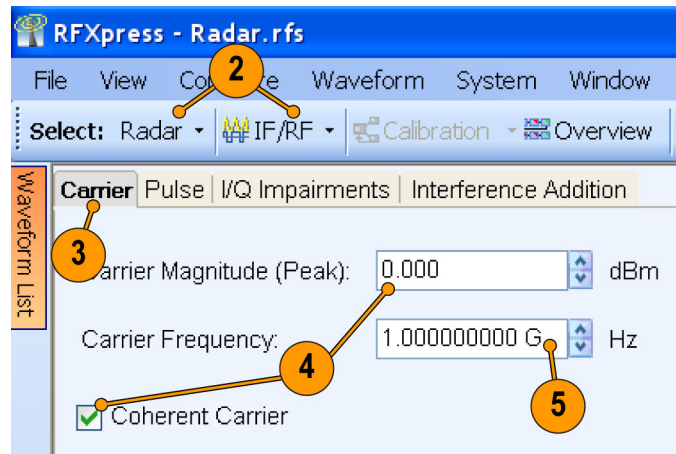 RFXpress - Radar.rfs
File View Co e Waveform System Window
2
Select: Radar IF/RF Calibration Overview
Waveform List
Carrier Pulse I/Q Impairments Interference Addition
3
arrier Magnitude (Peak): 0.000 dBm
Carrier Frequency: 1.000000000 G Hz
4
5
Coherent Carrier